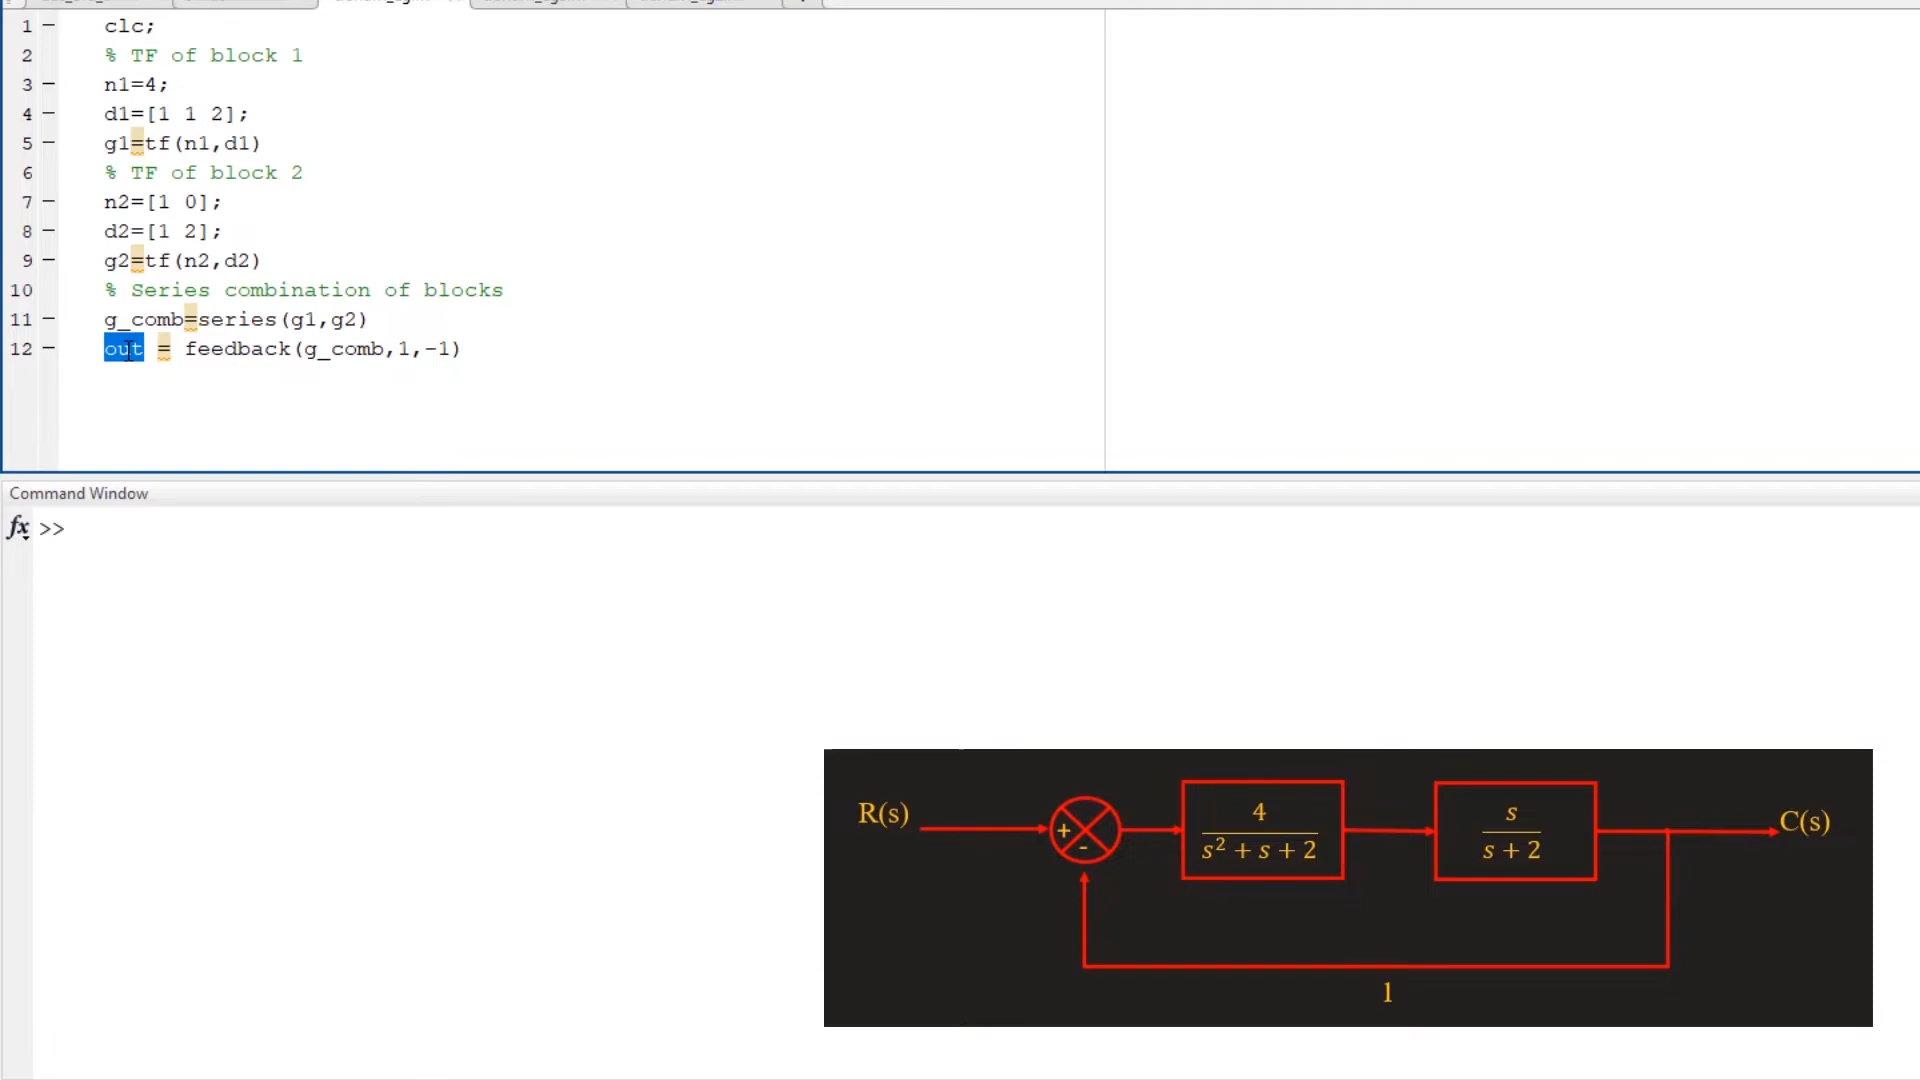 1 clc;
2 % TF of block 1
3 n1=4;
4 d1=[1 1 2];
5 g1=tf(n1,d1)
6 % TF of block 2
7 n2=[1 0];
8 d2=[1 2];
9 g2=tf(n2,d2)
10 % Series combination of blocks
11 g_comb=series(g1,g2)
12 out = feedback(g_comb,1,-1)
Command Window
fx >>
R(s)
+
-
4
s² + s + 2
s
s + 2
C(s)
1